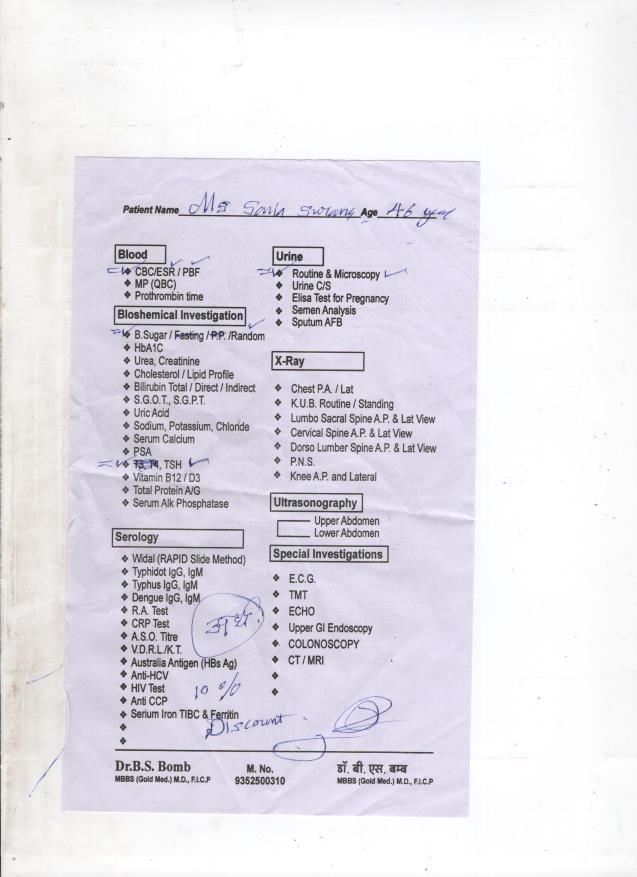 Patient Name Ms Age 46
Blood
❖ CBC/ESR / PBF
❖ MP (QBC)
❖ Prothrombin time
Bloshemical Investigation
❖ B.Sugar / Fasting / P.P. /Random
❖ HbA1C
❖ Urea, Creatinine
❖ Cholesterol / Lipid Profile
❖ Bilirubin Total / Direct / Indirect
❖ S.G.O.T., S.G.P.T.
❖ Uric Acid
❖ Sodium, Potassium, Chloride
❖ Serum Calcium
❖ PSA
❖ T3, T4, TSH
❖ Vitamin B12 / D3
❖ Total Protein A/G
❖ Serum Alk Phosphatase
Serology
❖ Widal (RAPID Slide Method)
❖ Typhidot IgG, IgM
❖ Typhus IgG, IgM
❖ Dengue IgG, IgM
❖ R.A. Test
❖ CRP Test
❖ A.S.O. Titre
❖ V.D.R.L./K.T.
❖ Australia Antigen (HBs Ag)
❖ Anti-HCV
❖ HIV Test
❖ Anti CCP
❖ Serium Iron TIBC & Ferritin
❖
❖
Urine
❖ Routine & Microscopy
❖ Urine C/S
❖ Elisa Test for Pregnancy
❖ Semen Analysis
❖ Sputum AFB
X-Ray
❖ Chest P.A. / Lat
❖ K.U.B. Routine / Standing
❖ Lumbo Sacral Spine A.P. & Lat View
❖ Cervical Spine A.P. & Lat View
❖ Dorso Lumber Spine A.P. & Lat View
❖ P.N.S.
❖ Knee A.P. and Lateral
Ultrasonography
Upper Abdomen
Lower Abdomen
Special Investigations
❖ E.C.G.
❖ TMT
❖ ECHO
❖ Upper GI Endoscopy
❖ COLONOSCOPY
❖ CT / MRI
❖
❖
10 %
Discount
Dr.B.S. Bomb M. No. डॉ. बी. एस. बम्ब
MBBS (Gold Med.) M.D., F.I.C.P 9352500310 MBBS (Gold Med.) M.D., F.I.C.P